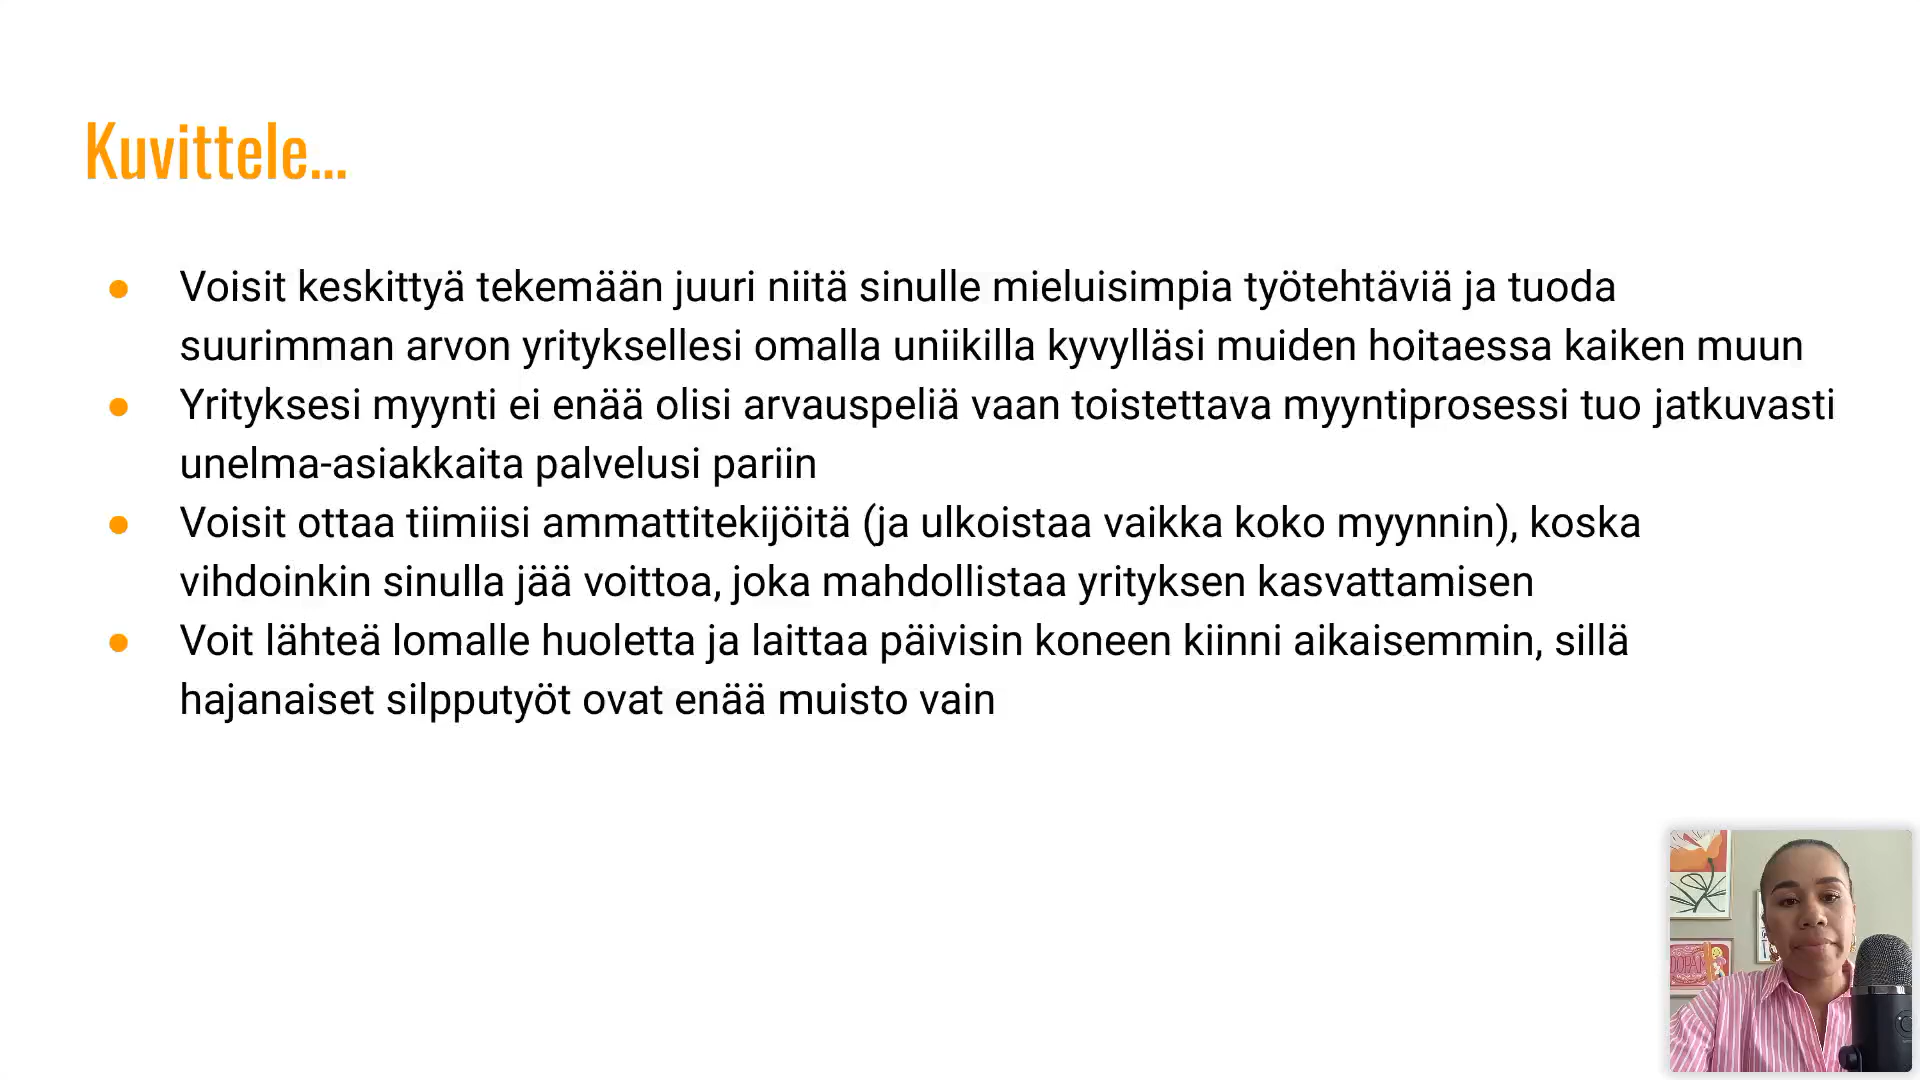 Kuvittele...
Voisit keskittyä tekemään juuri niitä sinulle mieluisimpia työtehtäviä ja tuoda
suurimman arvon yrityksellesi omalla uniikilla kyvylläsi muiden hoitaessa kaiken muun
Yrityksesi myynti ei enää olisi arvauspeliä vaan toistettava myyntiprosessi tuo jatkuvasti
unelma-asiakkaita palvelusi pariin
Voisit ottaa tiimiisi ammattitekijöitä (ja ulkoistaa vaikka koko myynnin), koska
vihdoinkin sinulla jää voittoa, joka mahdollistaa yrityksen kasvattamisen
Voit lähteä lomalle huoletta ja laittaa päivisin koneen kiinni aikaisemmin, sillä
hajanaiset silpputyöt ovat enää muisto vain